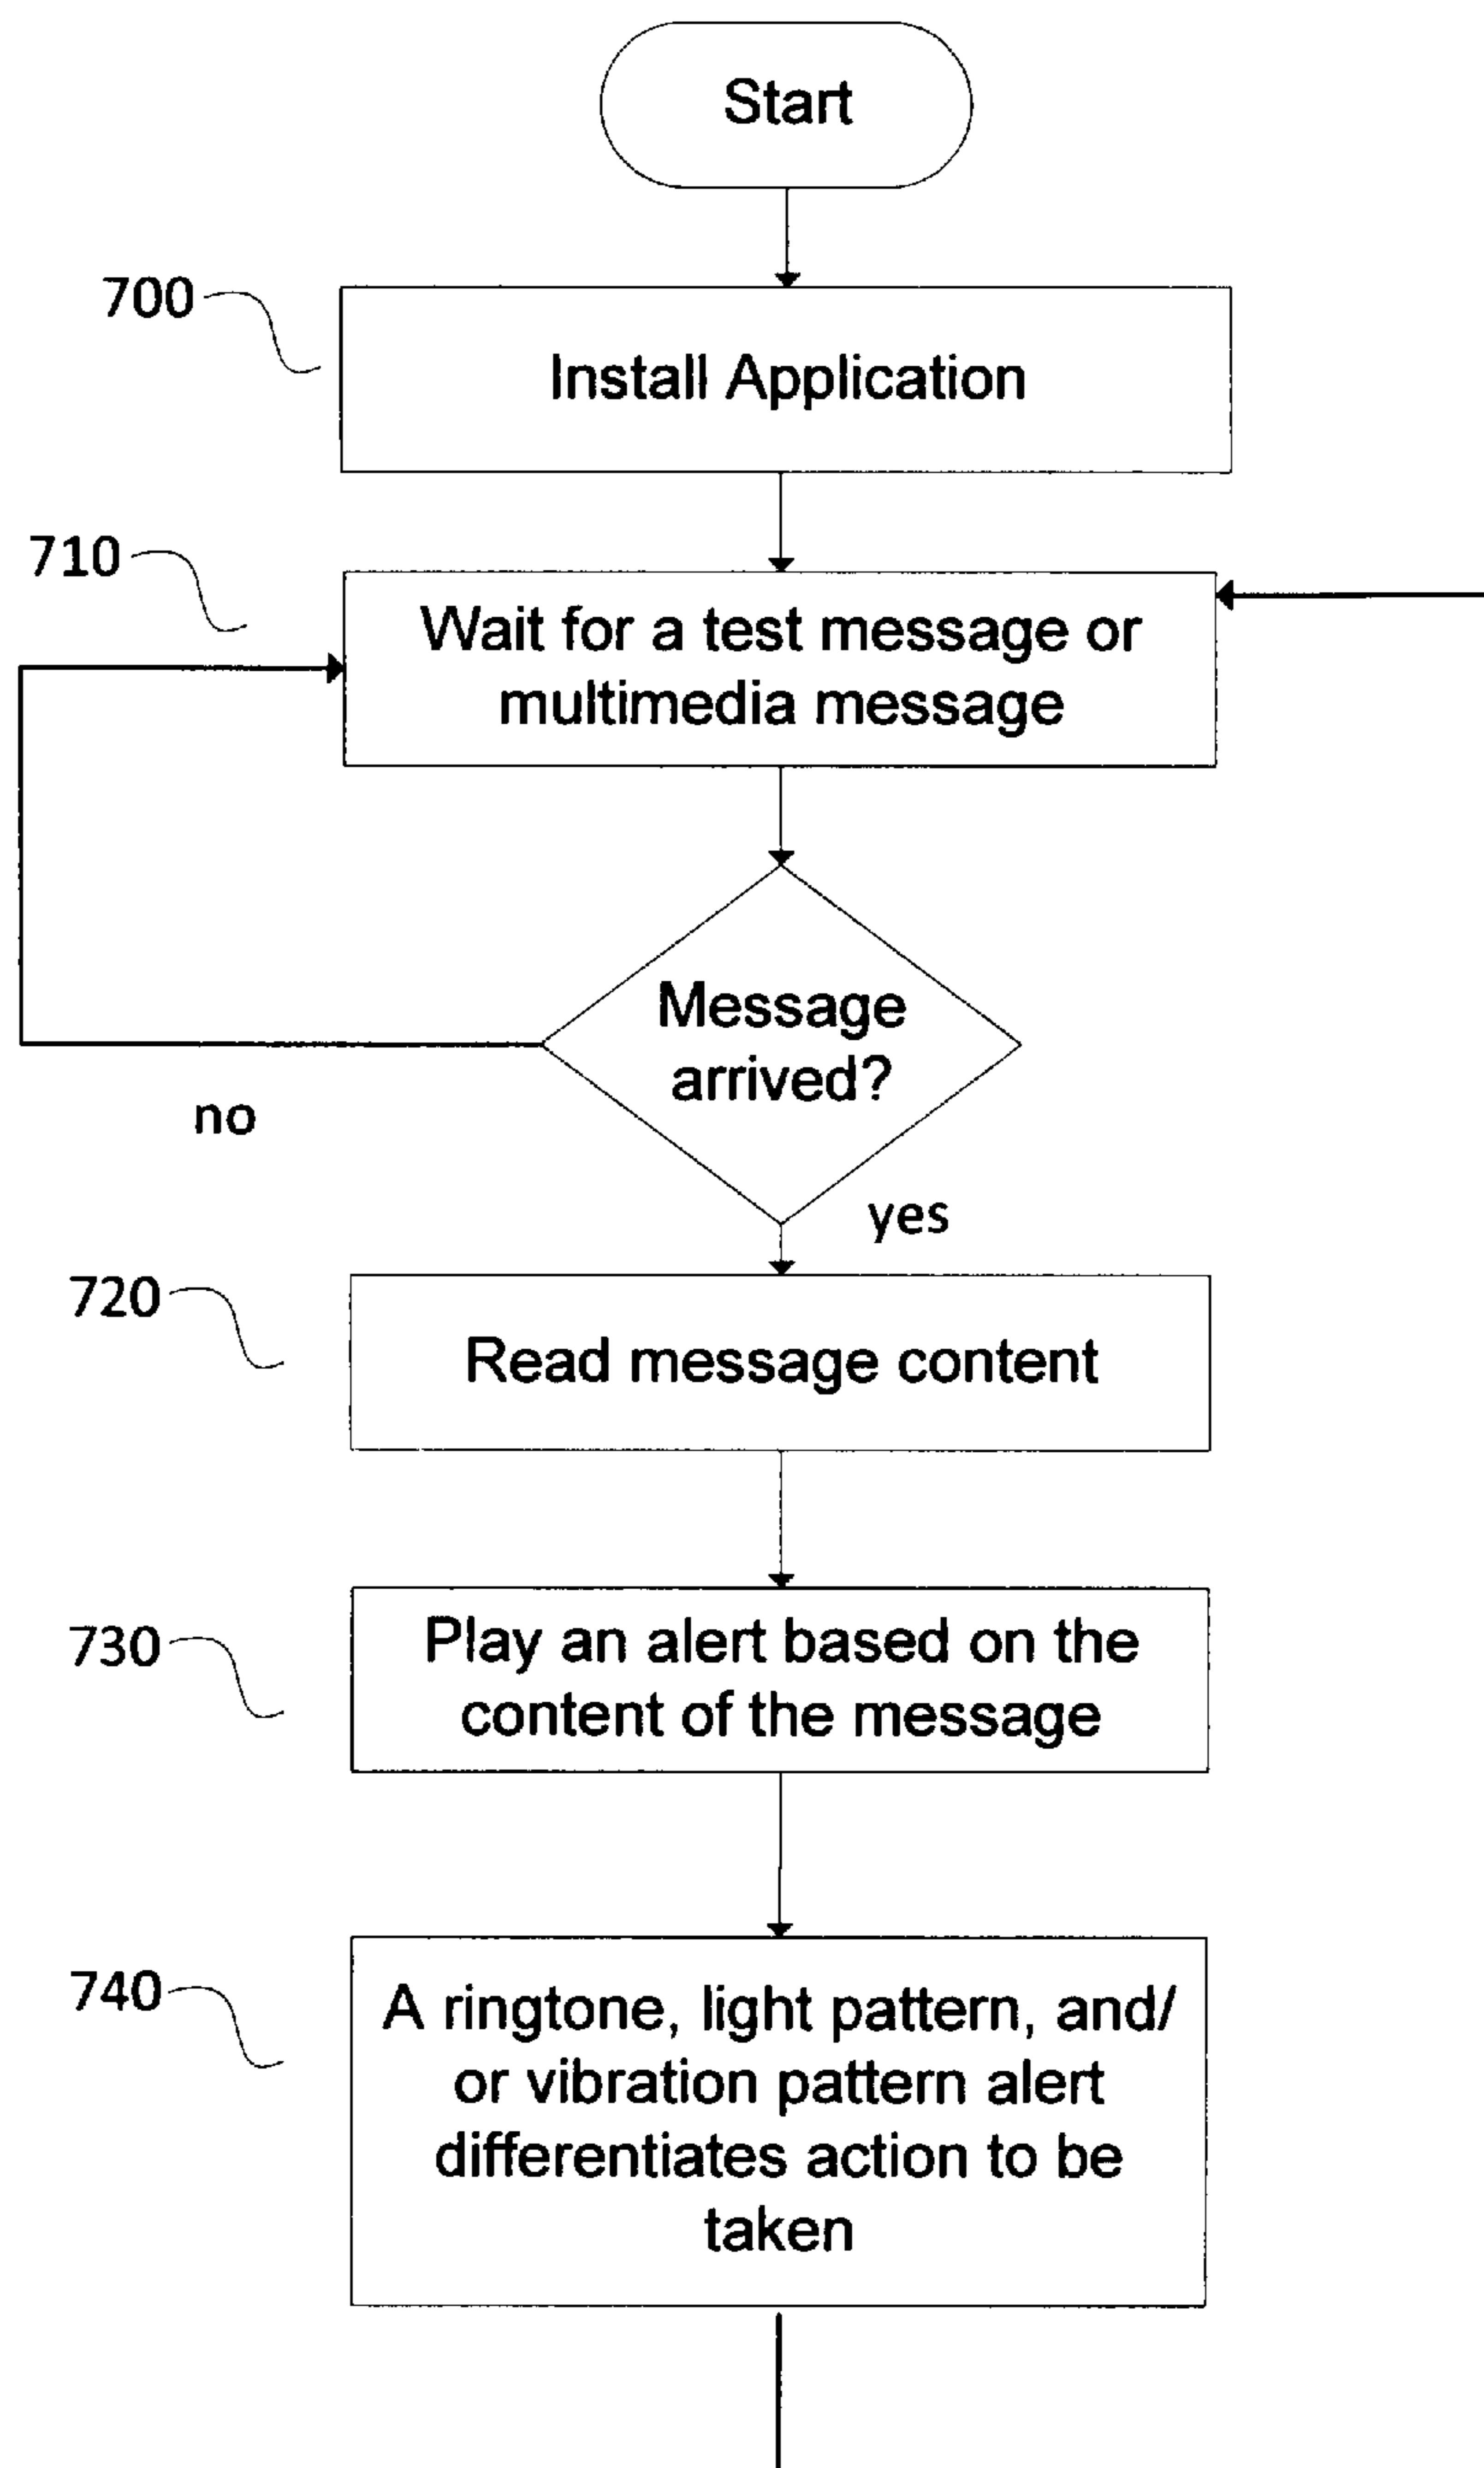 Start
700
Install Application
710
Wait for a test message or
multimedia message
Message
arrived?
no
yes
720
Read message content
730
Play an alert based on the
content of the message
740
A ringtone, light pattern, and/
or vibration pattern alert
differentiates action to be
taken